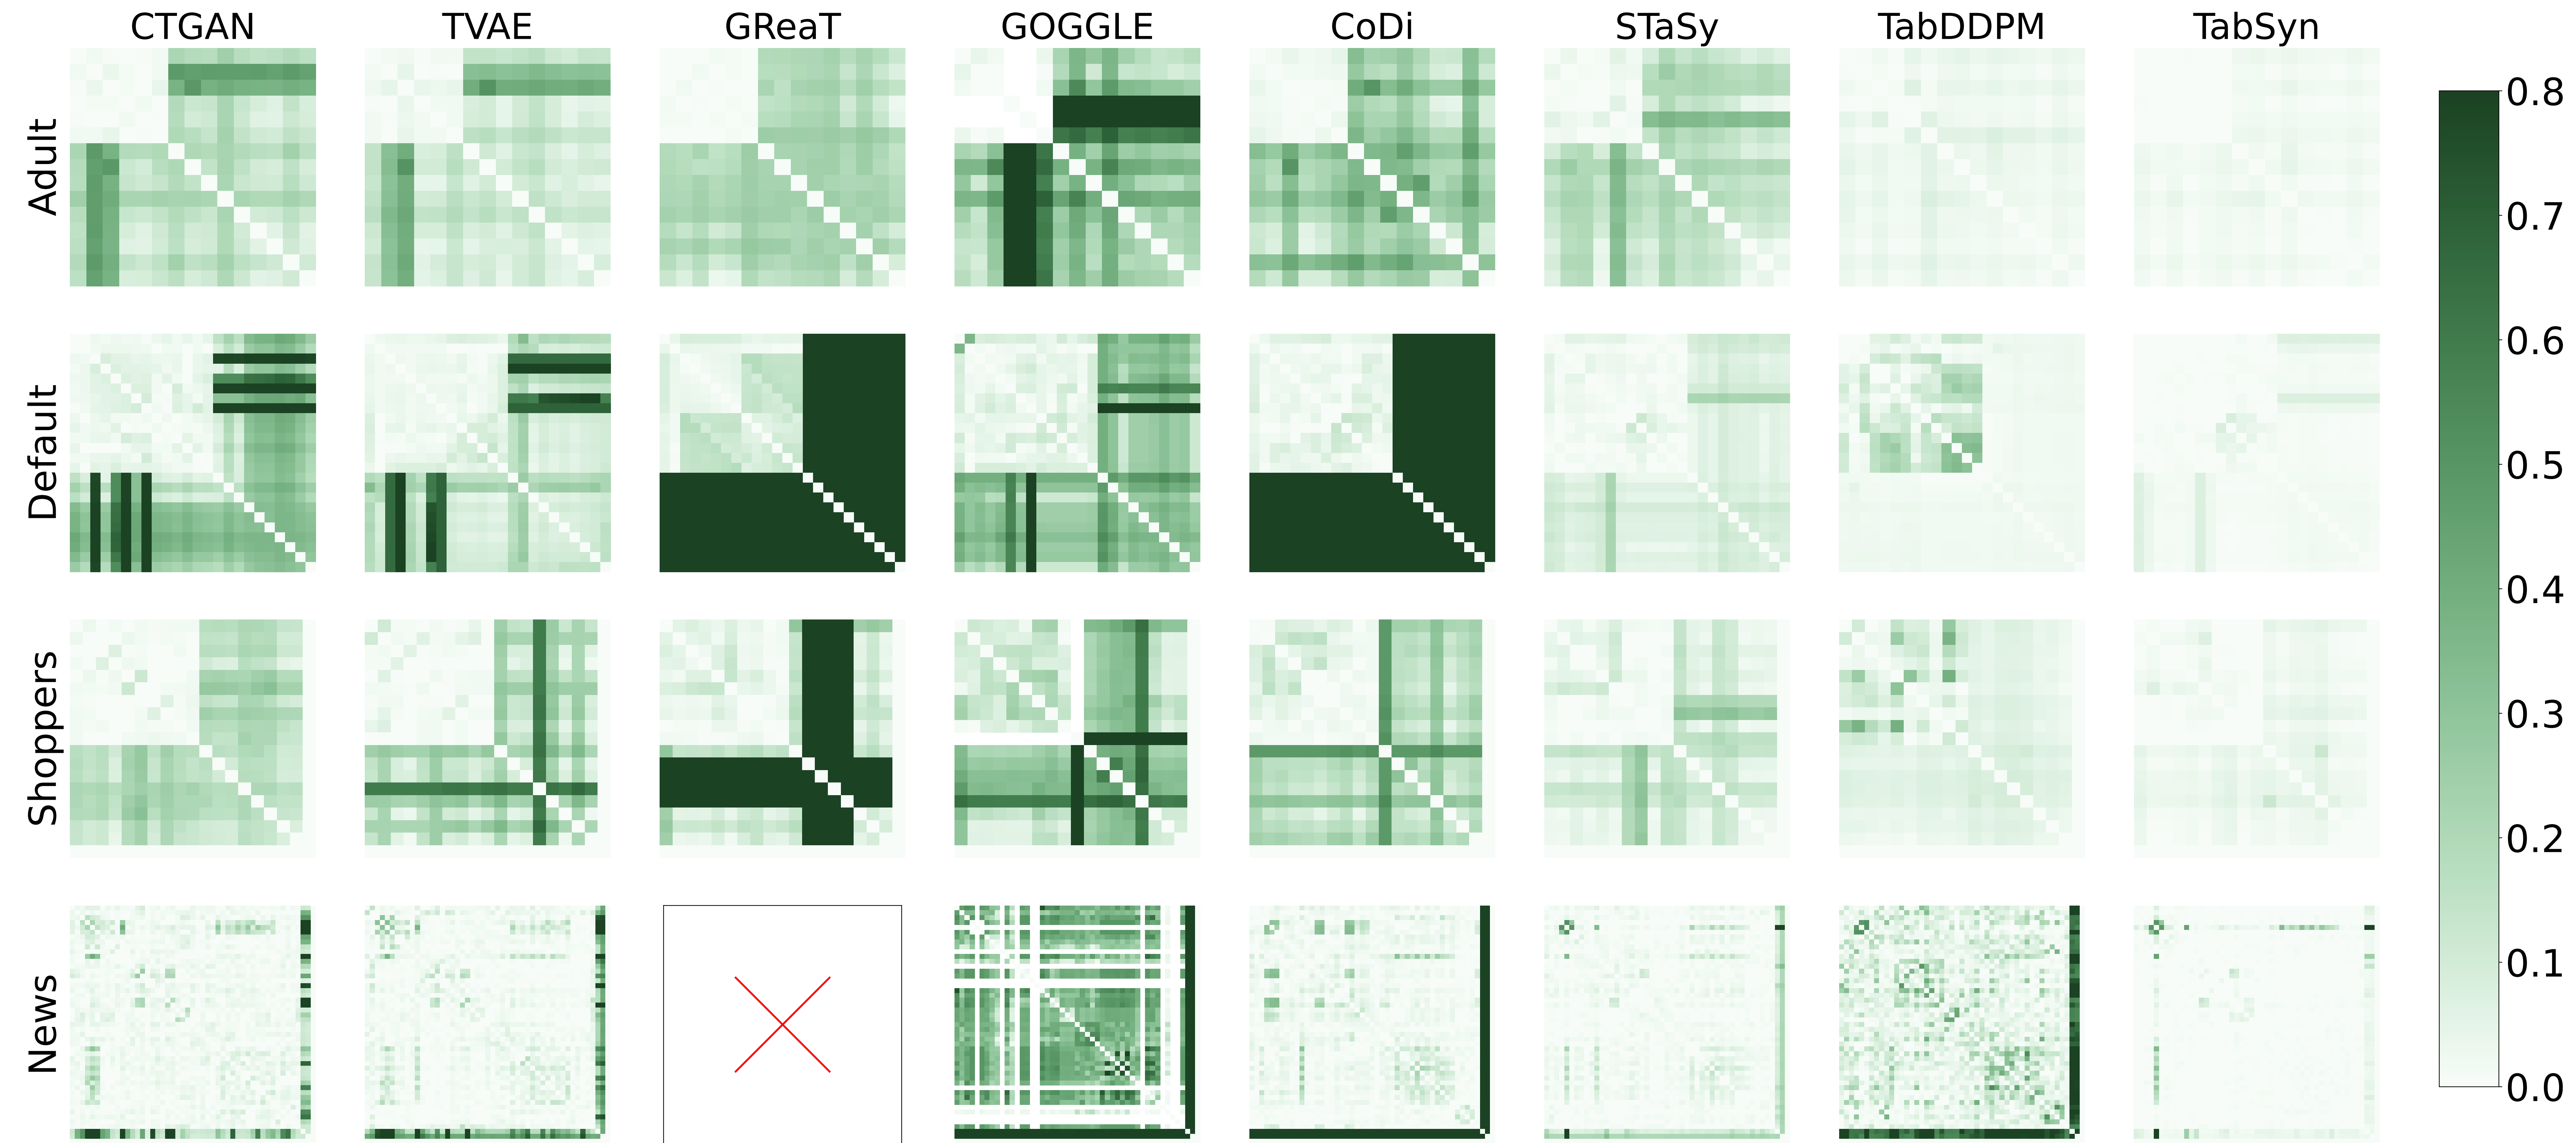 CTGAN TVAE GReaT GOGGLE CoDi STaSy TabDDPM TabSyn
Adult
Default
Shoppers
News
0.8
0.7
0.6
0.5
0.4
0.3
0.2
0.1
0.0